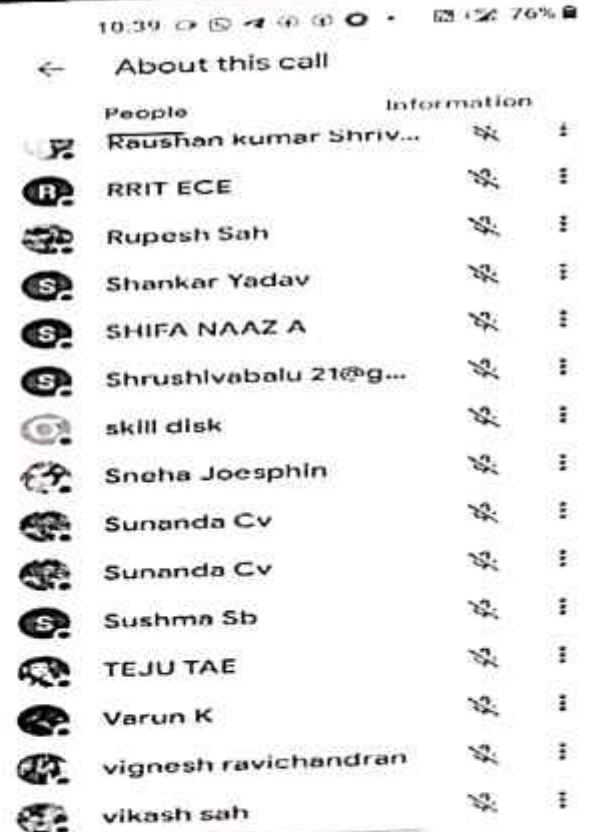 10:39 76%
About this call
People Information
Raushan kumar Shriv...
R RRIT ECE
Rupesh Sah
S Shankar Yadav
S SHIFA NAAZ A
S Shrushivabalu 21@g...
skill disk
Sneha Joesphin
Sunanda Cv
Sunanda Cv
S Sushma Sb
TEJU TAE
Varun K
vignesh ravichandran
vikash sah